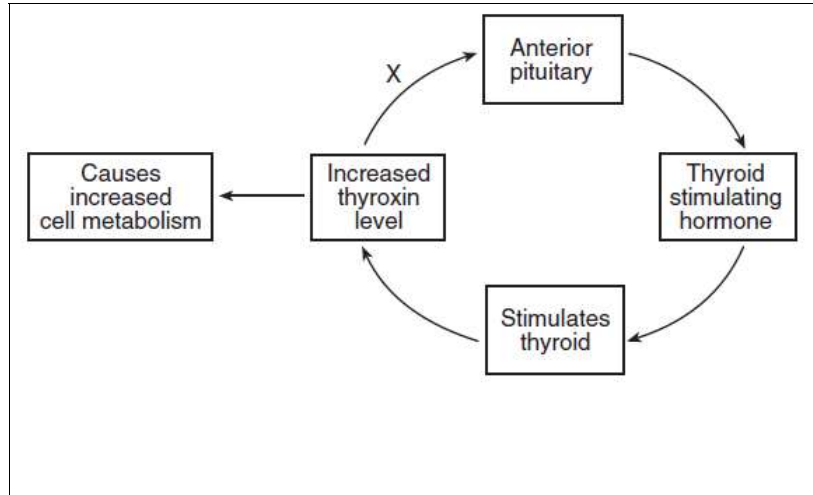 Anterior
pituitary
X
Causes
increased
cell metabolism
Increased
thyroxin
level
Thyroid
stimulating
hormone
Stimulates
thyroid